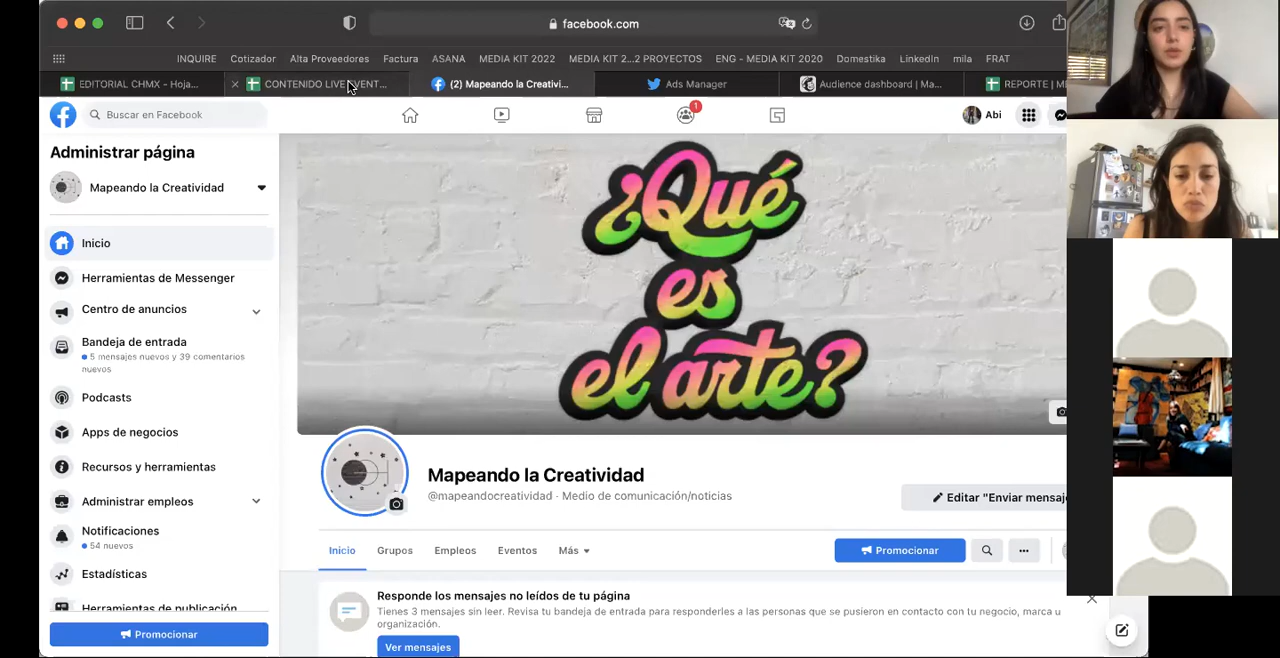 facebook.com
INQUIRE Cotizador Alta Proveedores Factura ASANA MEDIA KIT 2022 MEDIA KIT 2...2 PROYECTOS ENG - MEDIA KIT 2020 Domestika LinkedIn mila FRAT
EDITORIAL CHMX - Hoja... CONTENIDO LIVE EVENT... (2) Mapeando la Creativi... Ads Manager Audience dashboard | Ma... REPORTE | M
Buscar en Facebook
1
Abi
Administrar página
Mapeando la Creatividad
Inicio
Herramientas de Messenger
Centro de anuncios
Bandeja de entrada
5 mensajes nuevos y 39 comentarios
nuevos
Podcasts
Apps de negocios
Recursos y herramientas
Administrar empleos
Notificaciones
54 nuevos
Estadísticas
Herramientas de publicación
Promocionar
¿Qué
es
el arte?
Mapeando la Creatividad
@mapeandocreatividad · Medio de comunicación/noticias
Editar "Enviar mensaj
Inicio Grupos Empleos Eventos Más
Promocionar
Responde los mensajes no leídos de tu página
Tienes 3 mensajes sin leer. Revisa tu bandeja de entrada para responderles a las personas que se pusieron en contacto con tu negocio, marca u
organización.
Ver mensajes